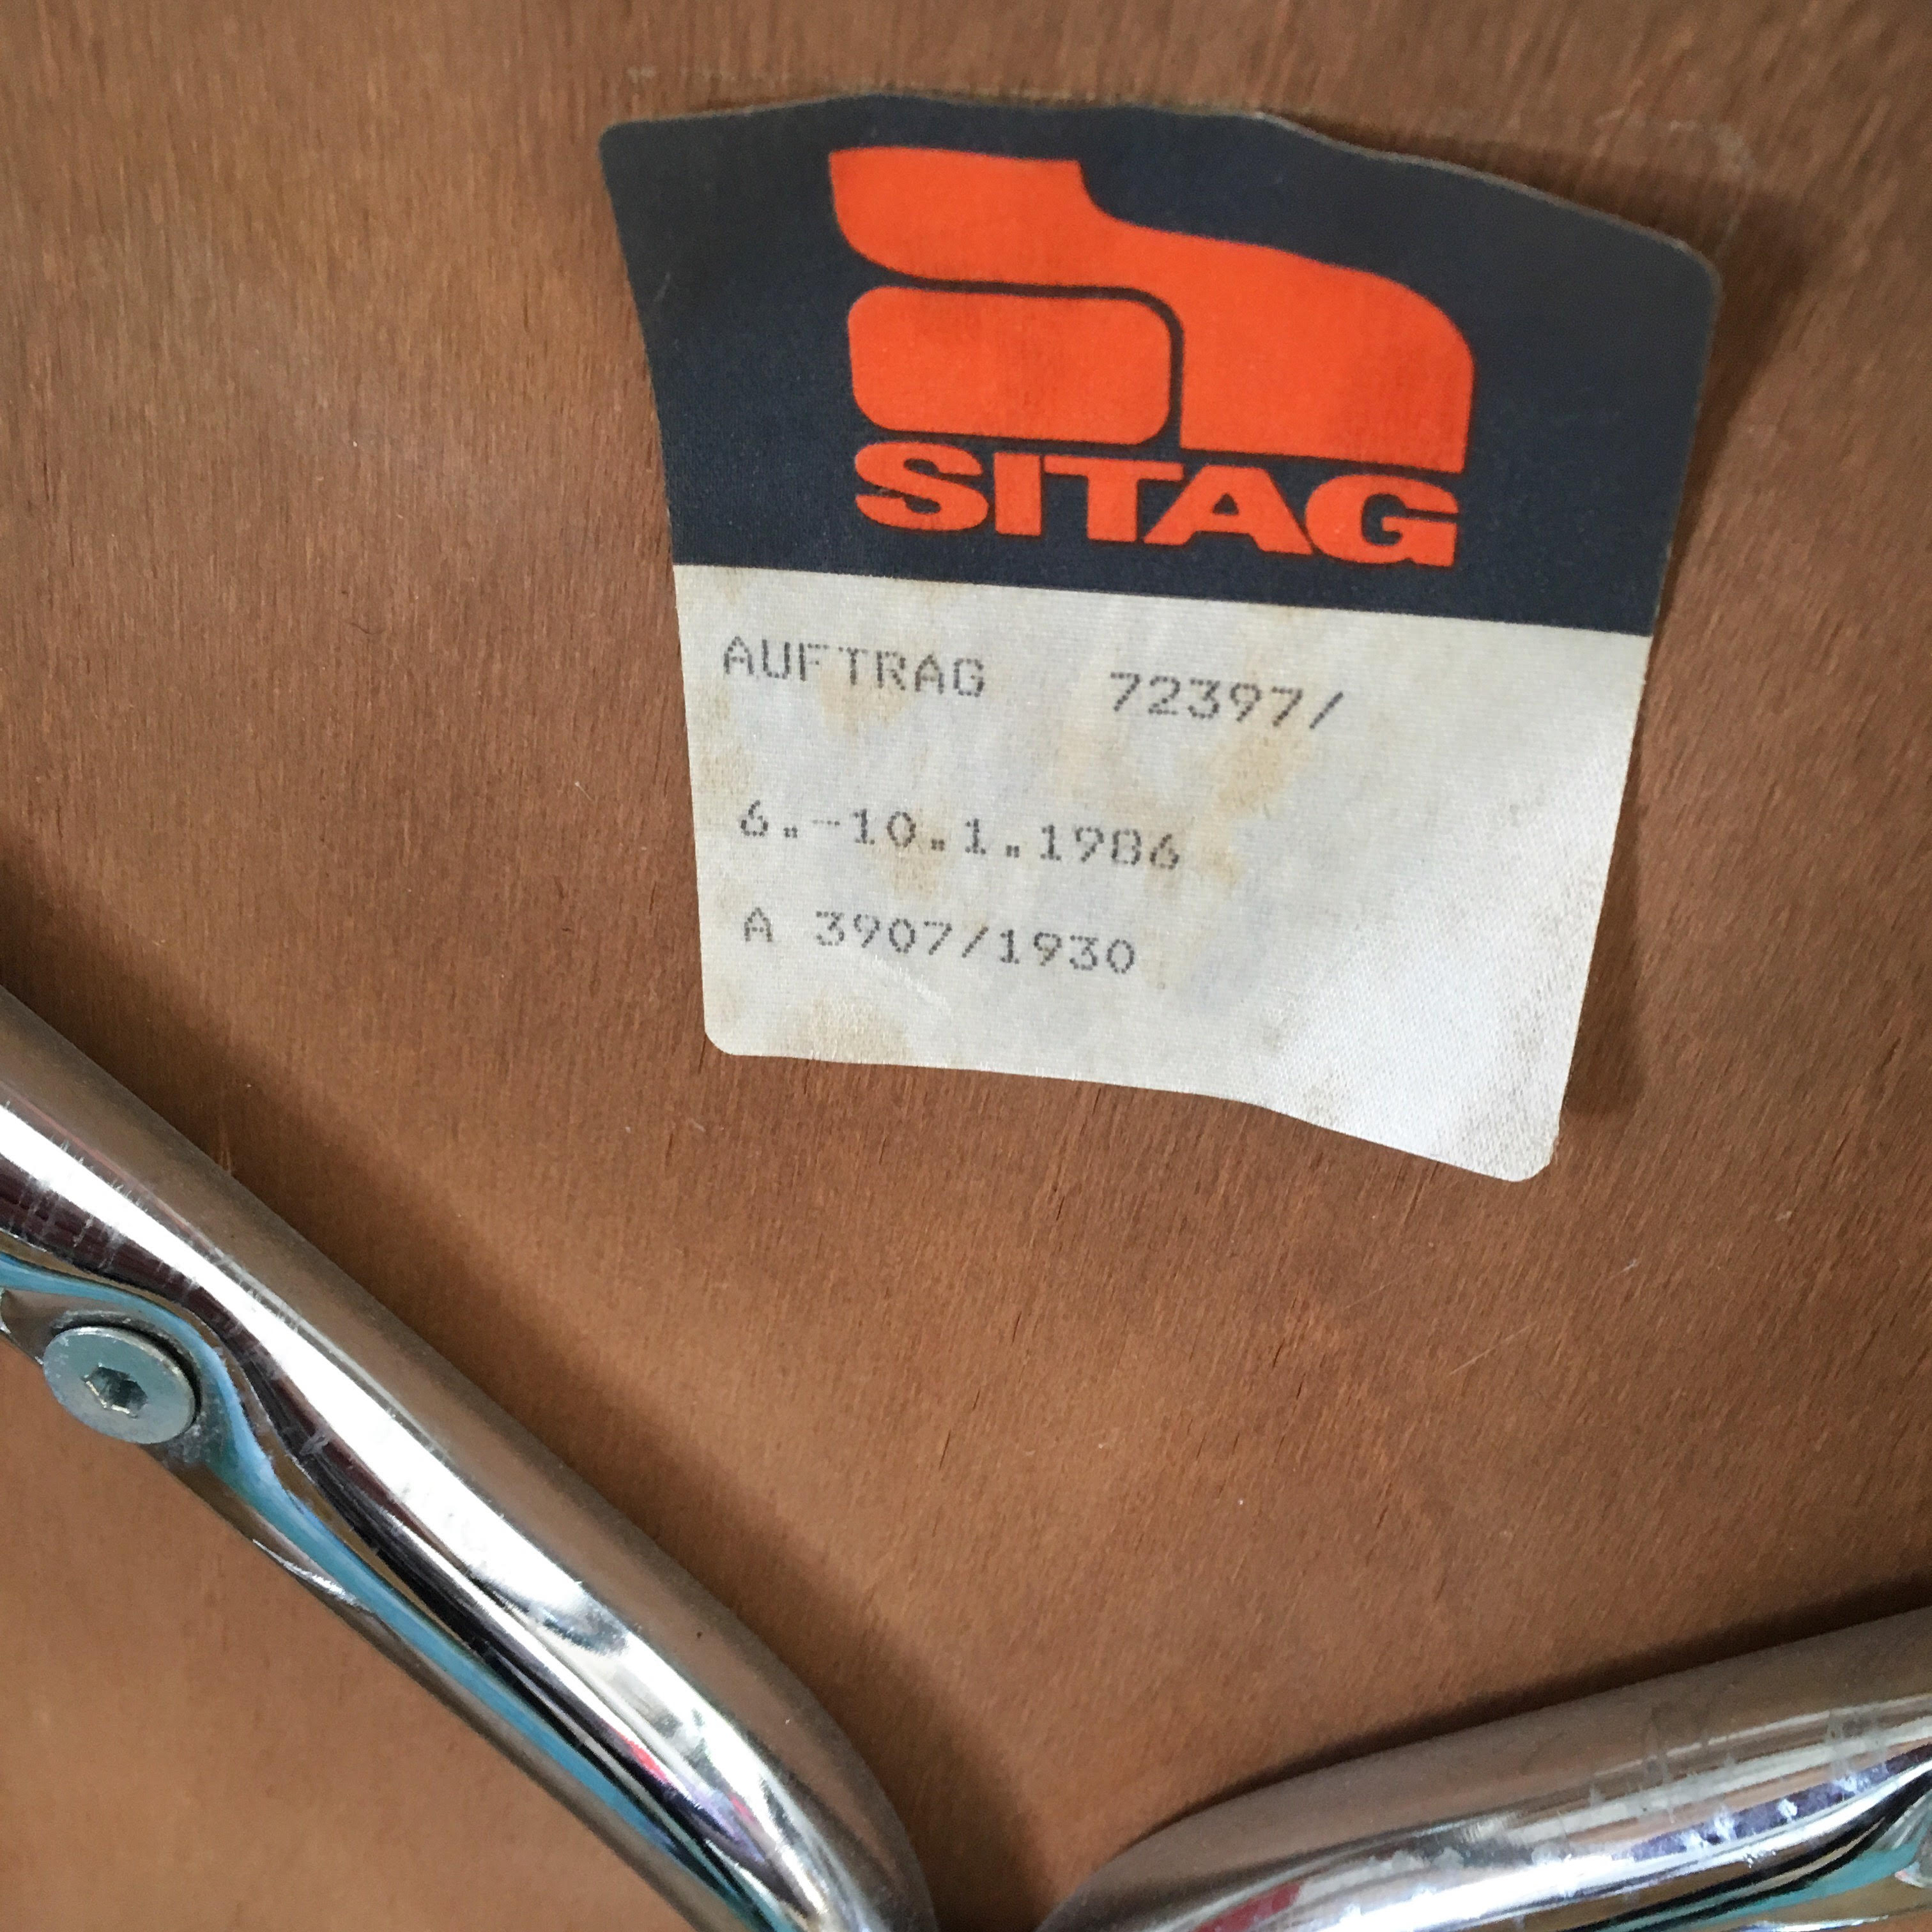 SITAG
AUFTRAG 72397/
6.-10.1.1986
A 3907/1930